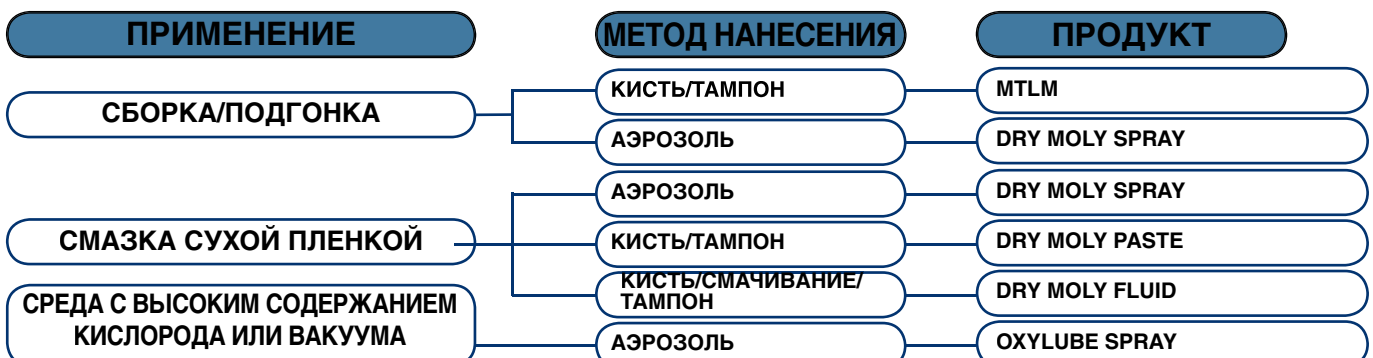 ПРИМЕНЕНИЕ
МЕТОД НАНЕСЕНИЯ
ПРОДУКТ
СБОРКА/ПОДГОНКА
КИСТЬ/ТАМПОН
MTLM
АЭРОЗОЛЬ
DRY MOLY SPRAY
СМАЗКА СУХОЙ ПЛЕНКОЙ
АЭРОЗОЛЬ
DRY MOLY SPRAY
КИСТЬ/ТАМПОН
DRY MOLY PASTE
КИСТЬ/СМАЧИВАНИЕ/
ТАМПОН
DRY MOLY FLUID
СРЕДА С ВЫСОКИМ СОДЕРЖАНИЕМ
КИСЛОРОДА ИЛИ ВАКУУМА
АЭРОЗОЛЬ
OXYLUBE SPRAY